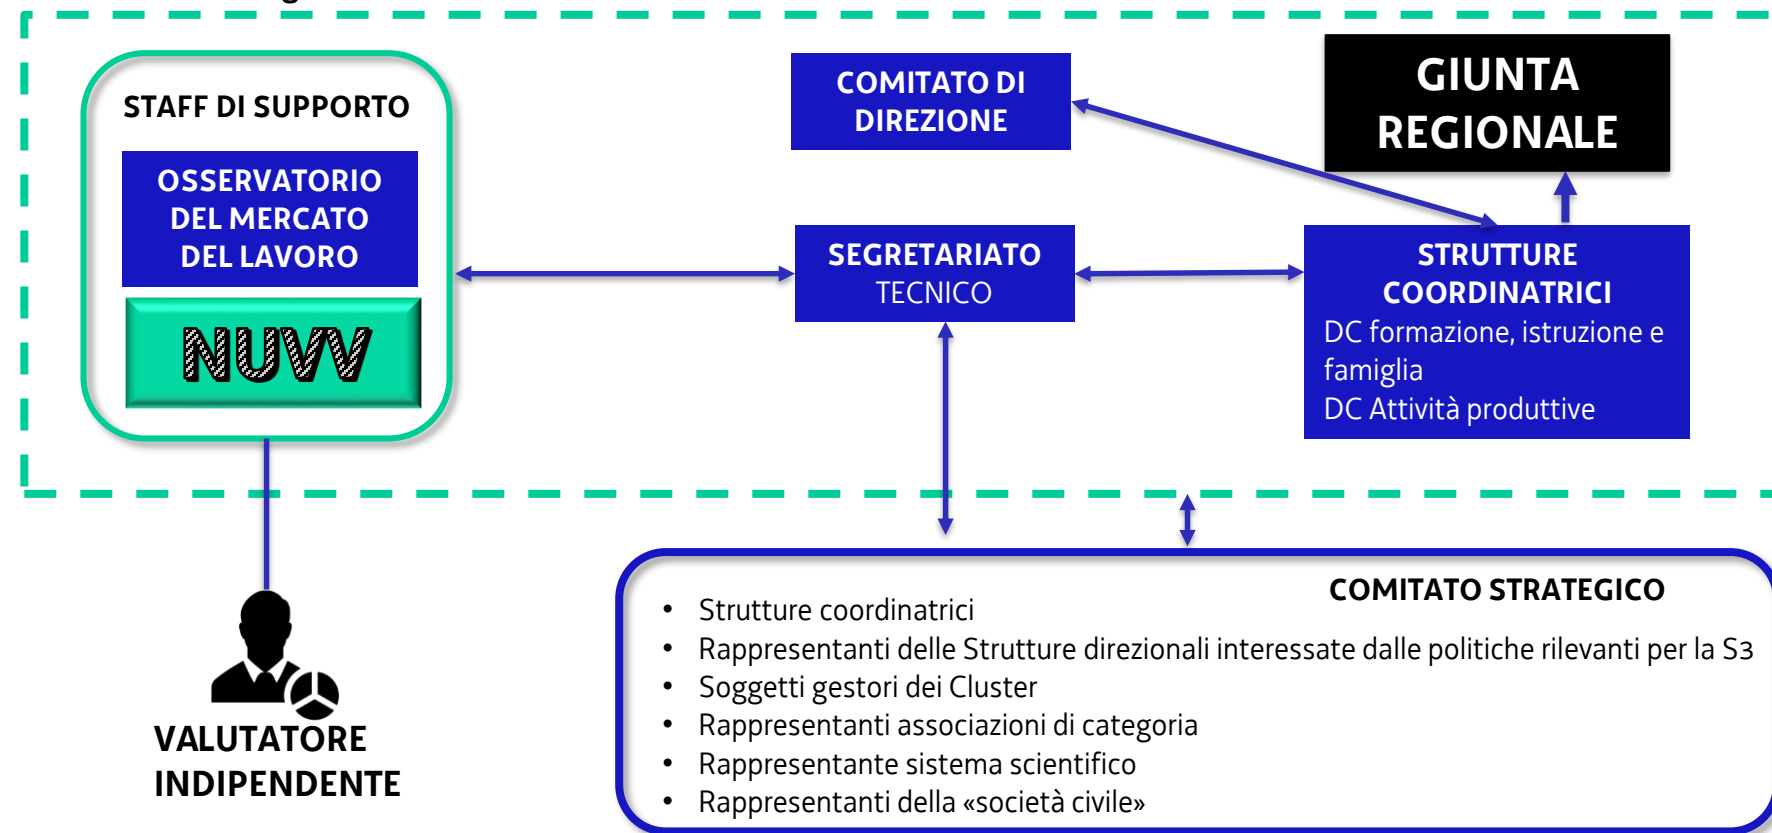 STAFF DI SUPPORTO
OSSERVATORIO
DEL MERCATO
DEL LAVORO
NUVV
COMITATO DI
DIREZIONE
GIUNTA
REGIONALE
SEGRETARIATO
TECNICO
STRUTTURE
COORDINATRICI
DC formazione, istruzione e
famiglia
DC Attività produttive
VALUTATORE
INDIPENDENTE
COMITATO STRATEGICO
• Strutture coordinatrici
• Rappresentanti delle Strutture direzionali interessate dalle politiche rilevanti per la S3
• Soggetti gestori dei Cluster
• Rappresentanti associazioni di categoria
• Rappresentante sistema scientifico
• Rappresentanti della «società civile»